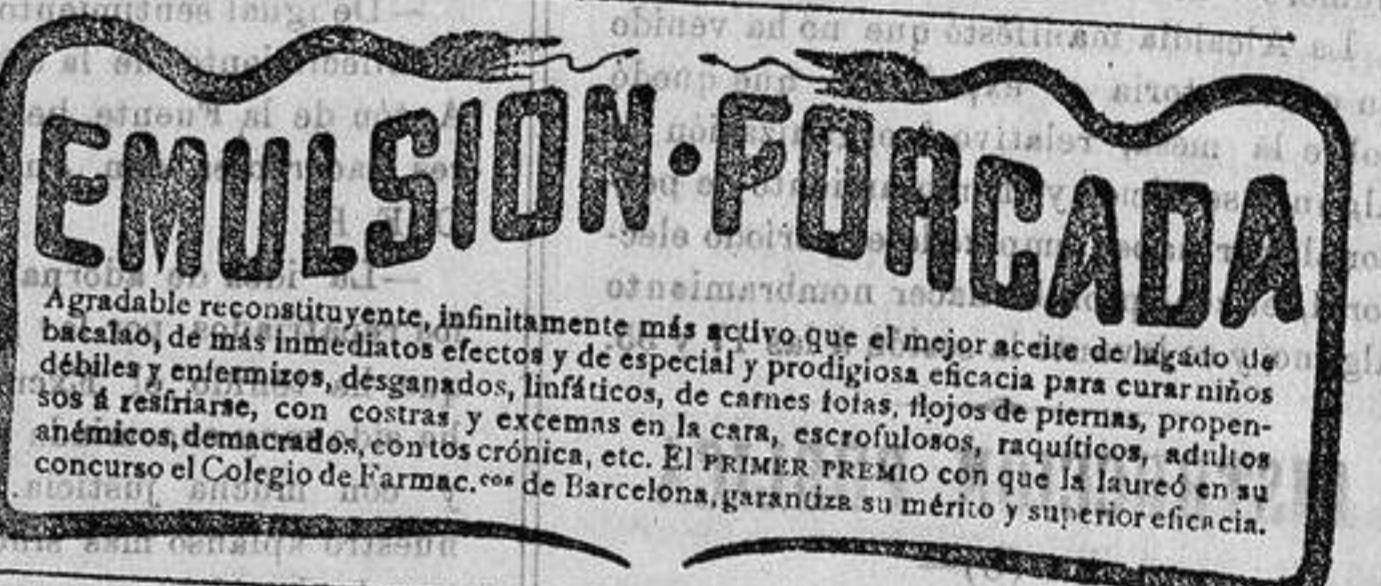 EMULSION·FORCADA
Agradable reconstituyente, infinitamente más activo que el mejor aceite de hígado de
bacalao, de más inmediatos efectos y de especial y prodigiosa eficacia para curar niños
débiles y enfermizos, desganados, linfáticos, de carnes fofas, flojos de piernas, propen-
sos á resfriarse, con costras y excemas en la cara, escrofulosos, raquíticos, adultos
anémicos, demacrados, con tos crónica, etc. El PRIMER PREMIO con que la laureó en su
concurso el Colegio de Farmac.cos de Barcelona, garantiza su mérito y superior eficacia.